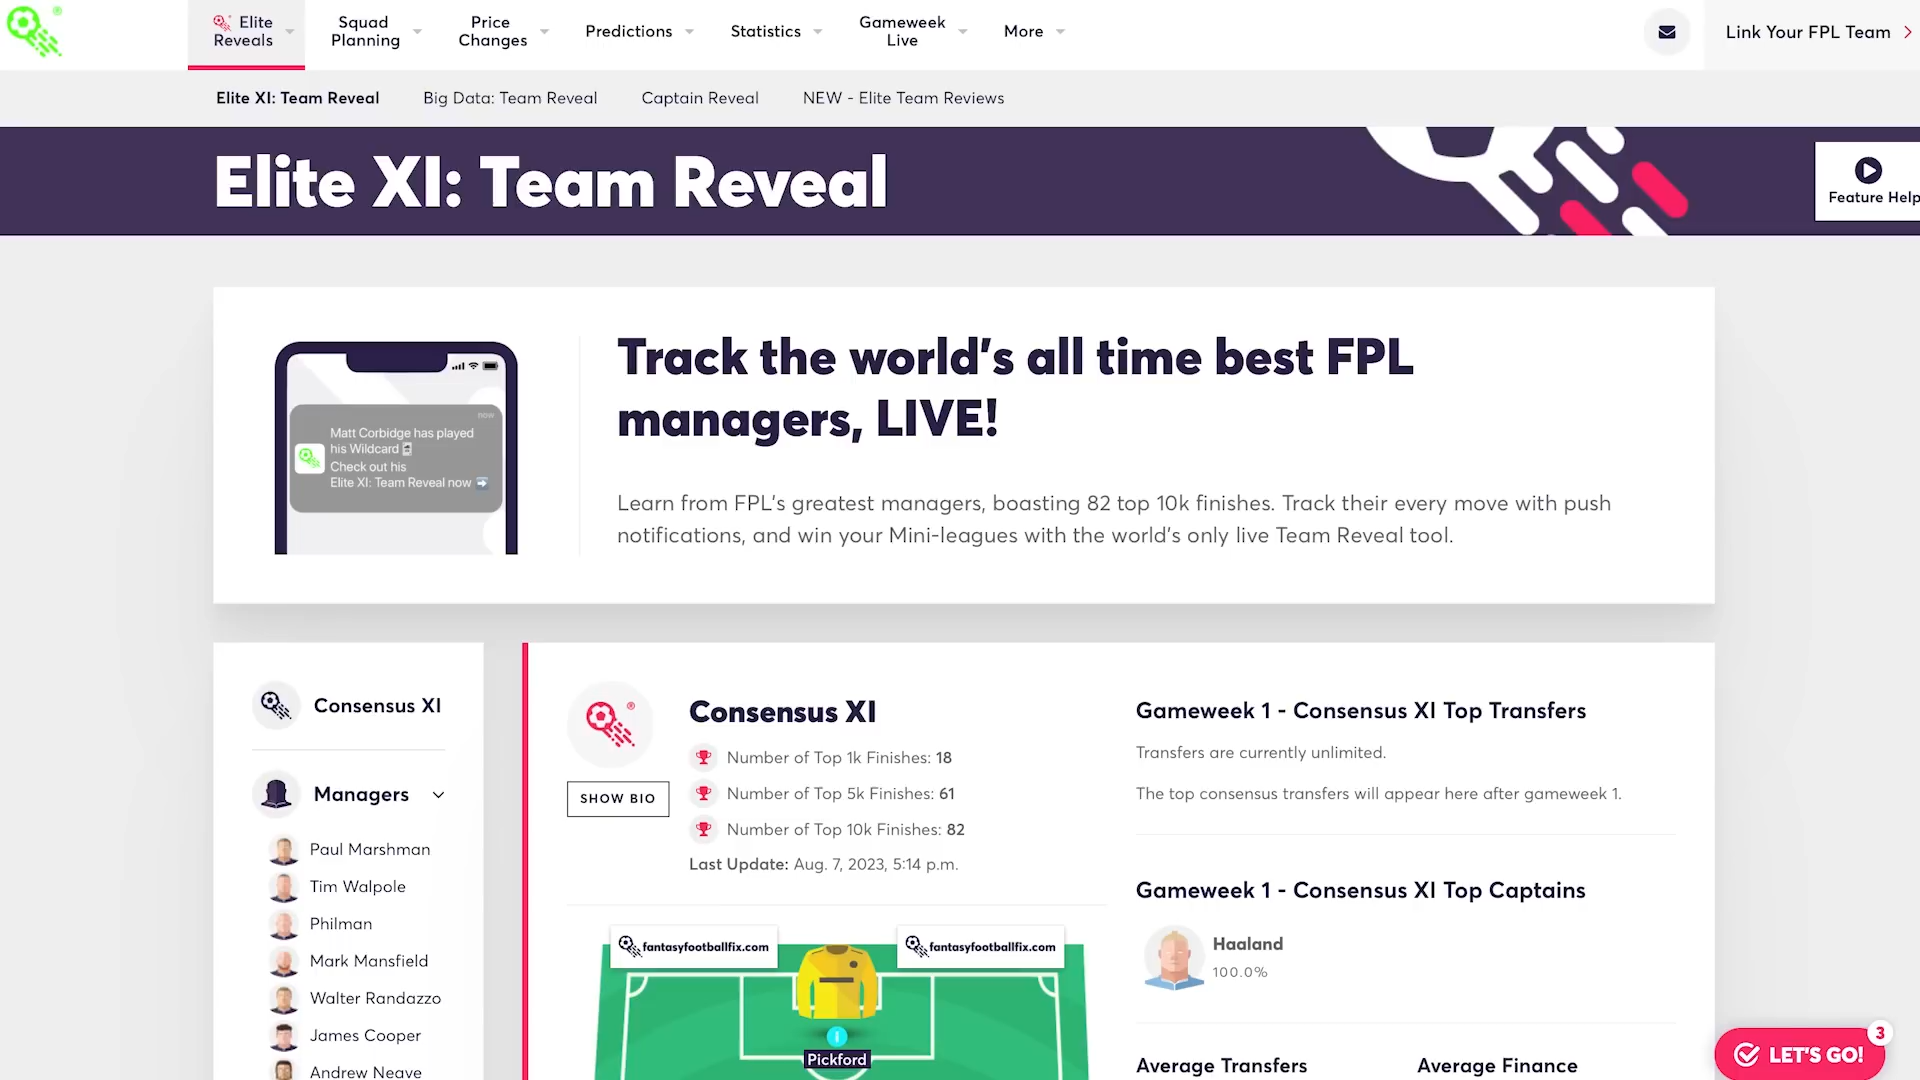 Elite Reveals
Squad Planning
Price Changes
Predictions
Statistics
Gameweek Live
More
Link Your FPL Team
Elite XI: Team Reveal
Big Data: Team Reveal
Captain Reveal
NEW - Elite Team Reviews
Elite XI: Team Reveal
Feature Help
now
Matt Corbidge has played
his Wildcard
Check out his
Elite XI: Team Reveal now
Track the world's all time best FPL
managers, LIVE!
Learn from FPL's greatest managers, boasting 82 top 10k finishes. Track their every move with push
notifications, and win your Mini-leagues with the world's only live Team Reveal tool.
Consensus XI
Managers
Paul Marshman
Tim Walpole
Philman
Mark Mansfield
Walter Randazzo
James Cooper
Andrew Neave
Consensus XI
SHOW BIO
Number of Top 1k Finishes: 18
Number of Top 5k Finishes: 61
Number of Top 10k Finishes: 82
Last Update: Aug. 7, 2023, 5:14 p.m.
fantasyfootballfix.com
fantasyfootballfix.com
Pickford
Gameweek 1 - Consensus XI Top Transfers
Transfers are currently unlimited.
The top consensus transfers will appear here after gameweek 1.
Gameweek 1 - Consensus XI Top Captains
Haaland
100.0%
Average Transfers
Average Finance
LET'S GO!
3